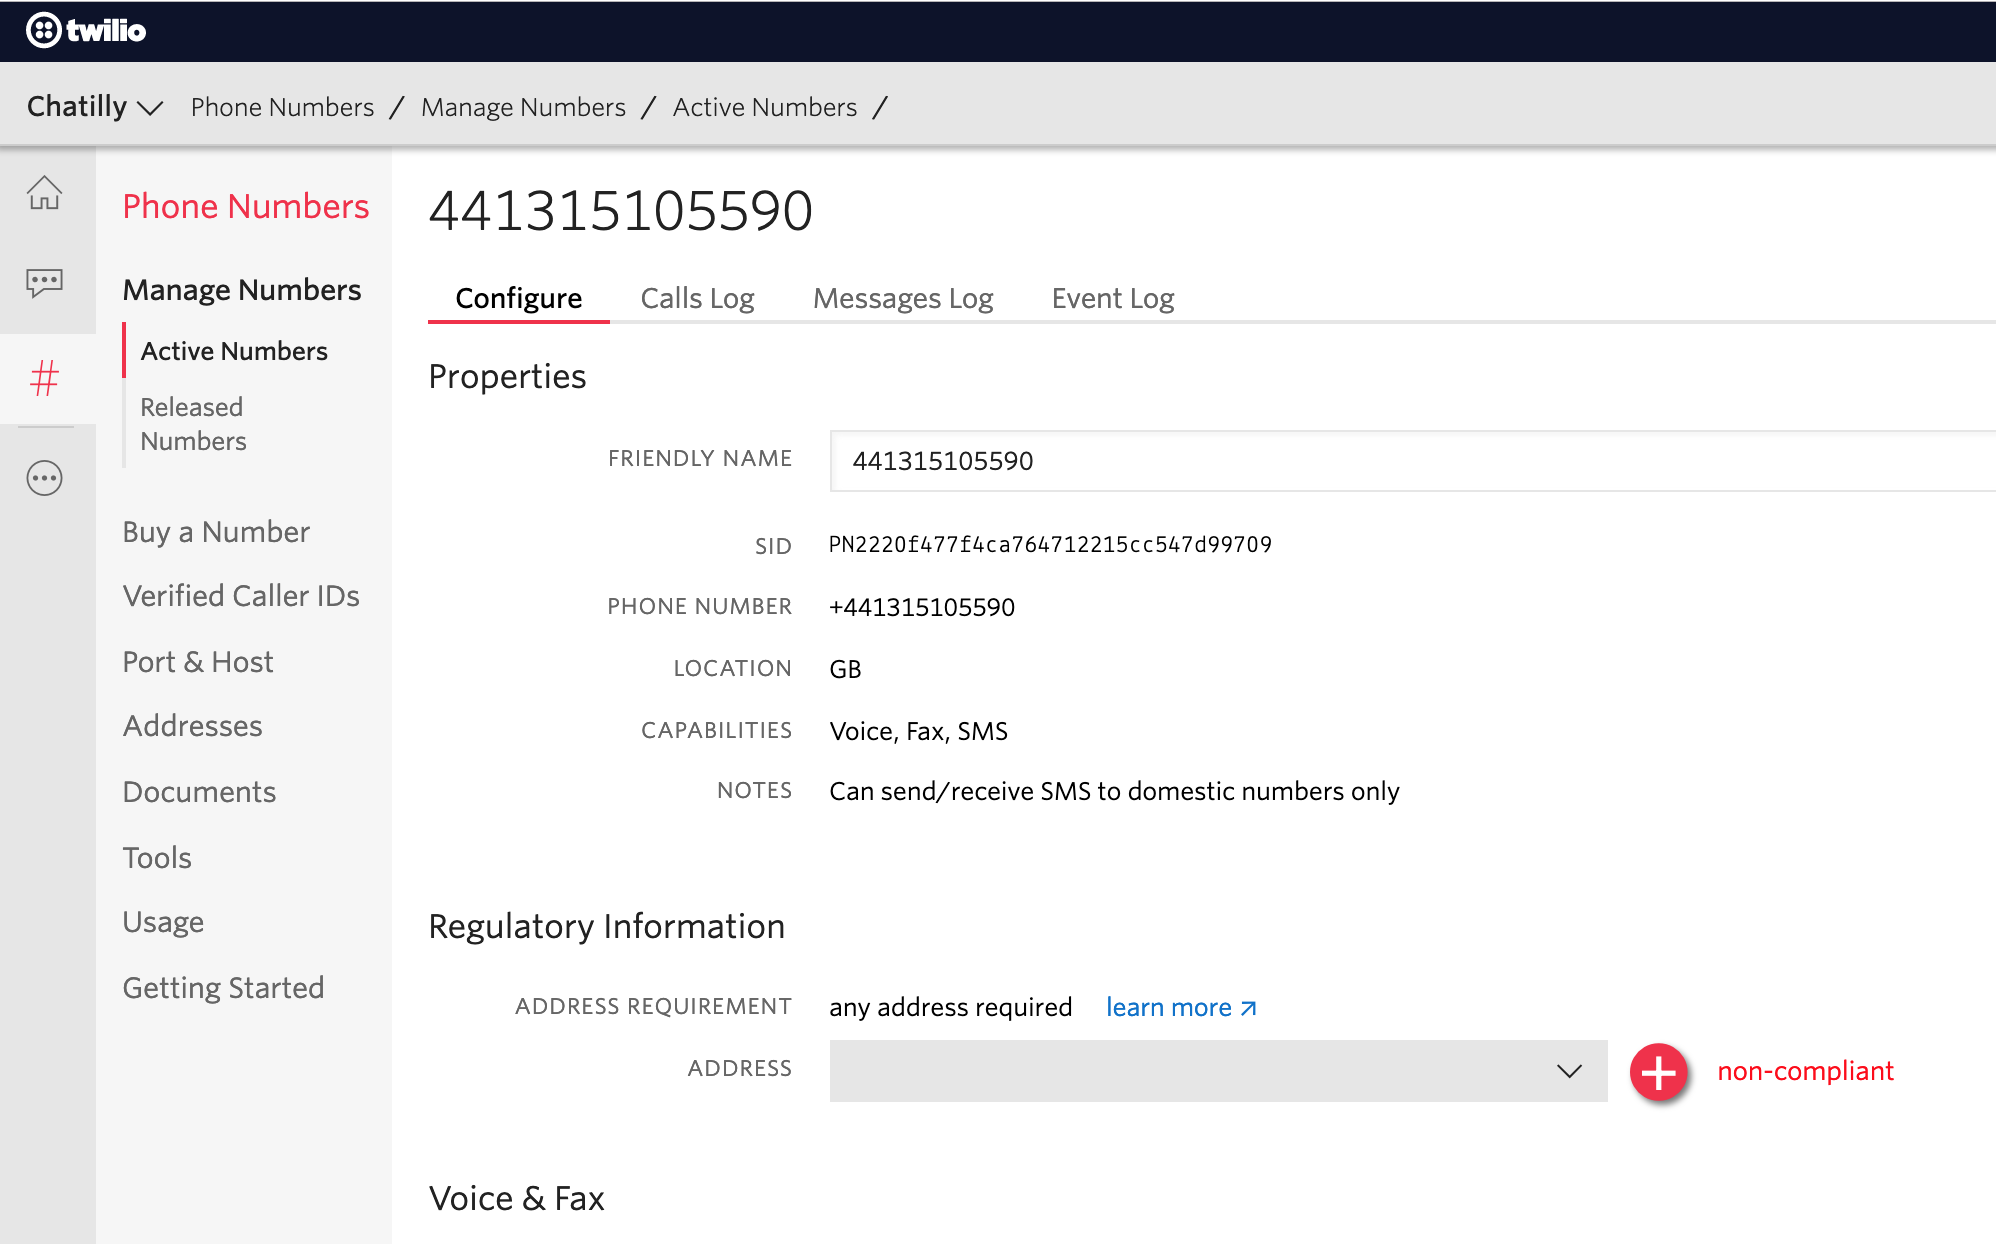 twilio
Chatilly Phone Numbers / Manage Numbers / Active Numbers /
Phone Numbers
Manage Numbers
Active Numbers
Released
Numbers
Buy a Number
Verified Caller IDs
Port & Host
Addresses
Documents
Tools
Usage
Getting Started
441315105590
Configure Calls Log Messages Log Event Log
Properties
FRIENDLY NAME 441315105590
SID PN2220f477f4ca764712215cc547d99709
PHONE NUMBER +441315105590
LOCATION GB
CAPABILITIES Voice, Fax, SMS
NOTES Can send/receive SMS to domestic numbers only
Regulatory Information
ADDRESS REQUIREMENT any address required learn more
ADDRESS non-compliant
Voice & Fax